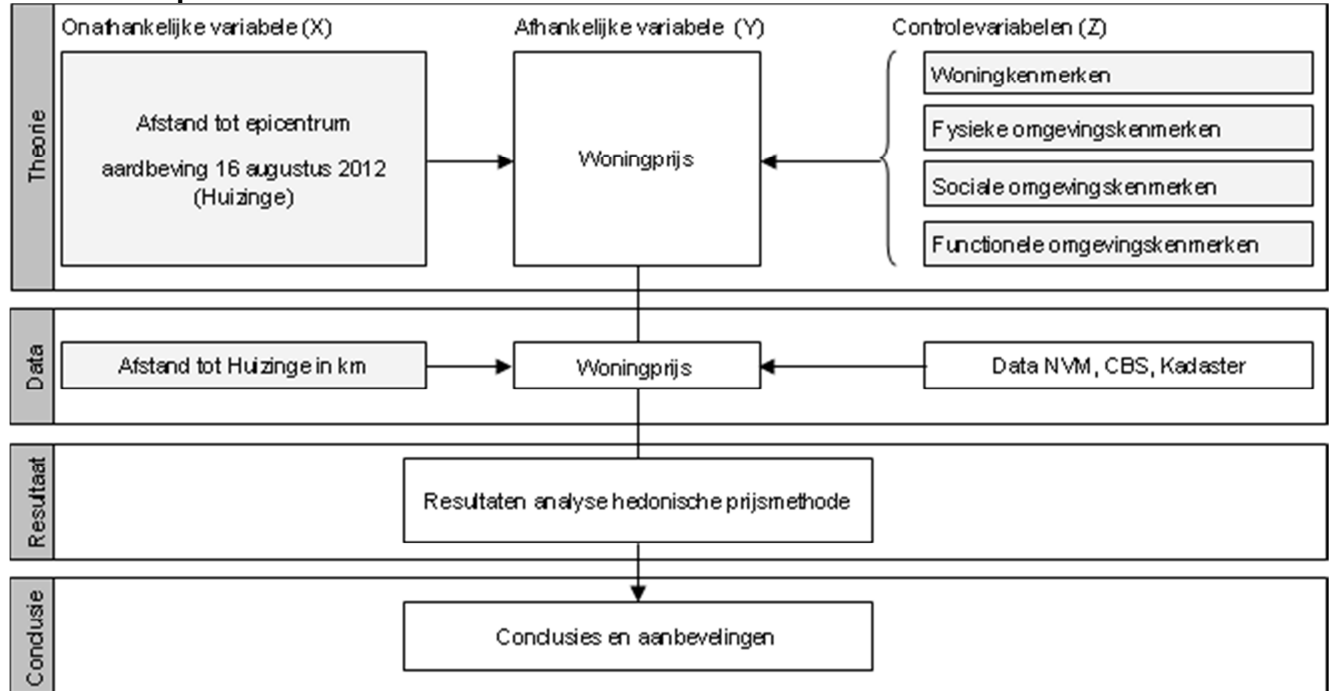 Onafhankelijke variabele (X)
Afhankelijke variabele (Y)
Controlevariabelen (Z)
Theorie
Afstand tot epicentrum
aardbeving 16 augustus 2012
(Huizinge)
Woningprijs
Woningkenmerken
Fysieke omgevingskenmerken
Sociale omgevingskenmerken
Functionele omgevingskenmerken
Data
Afstand tot Huizinge in km
Woningprijs
Data NVM, CBS, Kadaster
Resultaat
Resultaten analyse hedonische prijsmethode
Conclusie
Conclusies en aanbevelingen